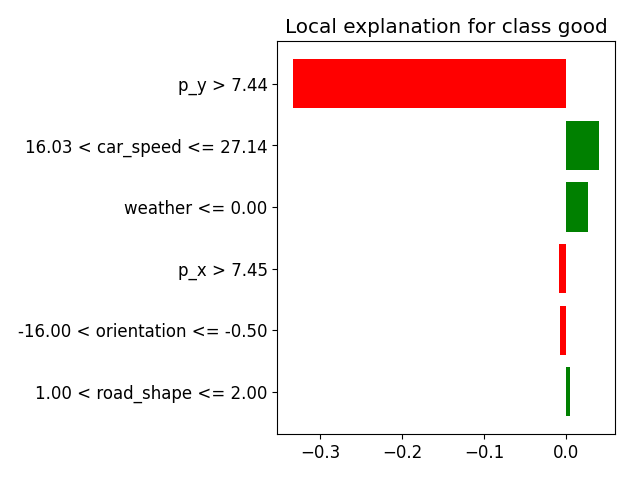 Local explanation for class good
p_y > 7.44
16.03 < car_speed <= 27.14
weather <= 0.00
p_x > 7.45
-16.00 < orientation <= -0.50
1.00 < road_shape <= 2.00
−0.3 −0.2 −0.1 0.0